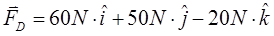 F⃗_D = 60N·î + 50N·ĵ − 20N·k̂